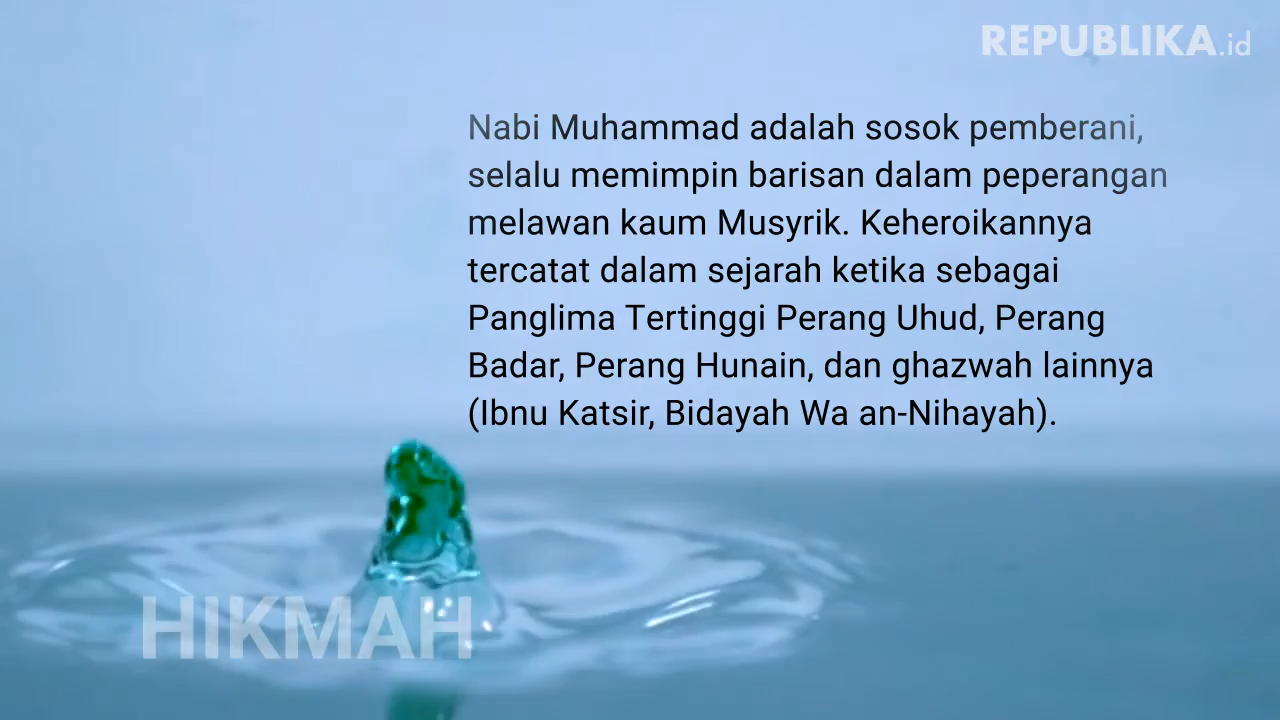 REPUBLIKA.id
Nabi Muhammad adalah sosok pemberani,
selalu memimpin barisan dalam peperangan
melawan kaum Musyrik. Keheroikannya
tercatat dalam sejarah ketika sebagai
Panglima Tertinggi Perang Uhud, Perang
Badar, Perang Hunain, dan ghazwah lainnya
(Ibnu Katsir, Bidayah Wa an-Nihayah).
HIKMAH